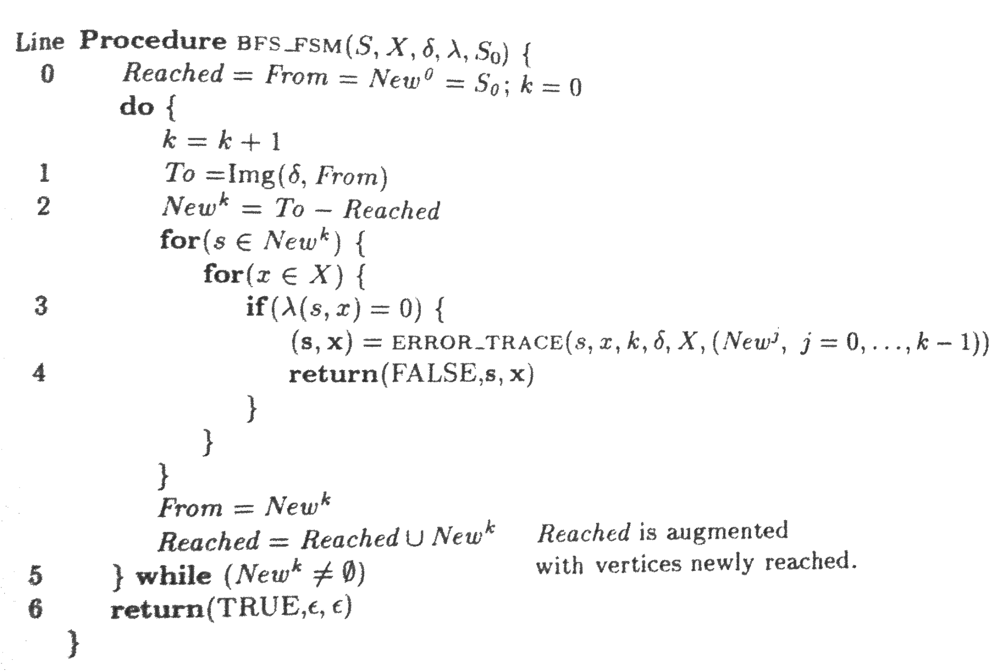 Line Procedure BFS_FSM(S, X, δ, λ, S₀) {
0 Reached = From = New⁰ = S₀; k = 0
do {
k = k + 1
1 To =Img(δ, From)
2 Newᵏ = To − Reached
for(s ∈ Newᵏ) {
for(x ∈ X) {
3 if(λ(s, x) = 0) {
(s, x) = ERROR_TRACE(s, x, k, δ, X, (Newʲ, j = 0, ..., k − 1))
4 return(FALSE,s, x)
}
}
}
From = Newᵏ
Reached = Reached ∪ Newᵏ Reached is augmented
with vertices newly reached.
5 } while (Newᵏ ≠ ∅)
6 return(TRUE,ϵ, ϵ)
}